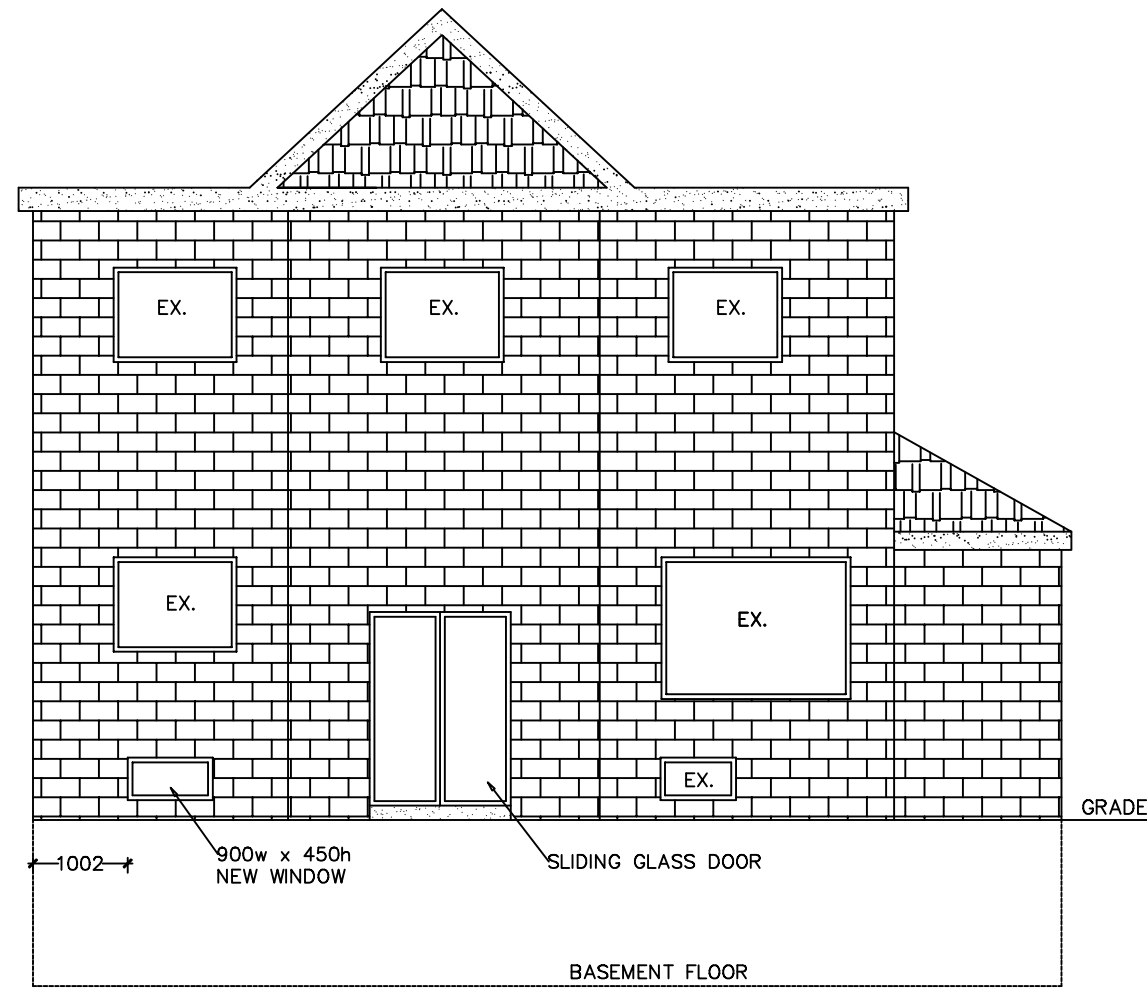 EX.
EX.
EX.
EX.
EX.
EX.
GRADE
1002
900w x 450h
NEW WINDOW
SLIDING GLASS DOOR
BASEMENT FLOOR